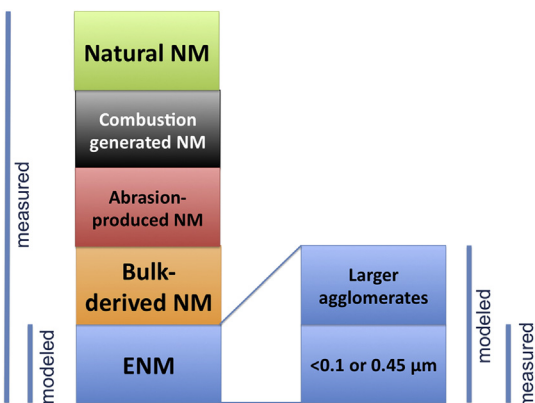 Natural NM
Combustion
generated NM
Abrasion-
produced NM
Bulk-
derived NM
ENM
measured
modeled
Larger
agglomerates
<0.1 or 0.45 µm
modeled
measured